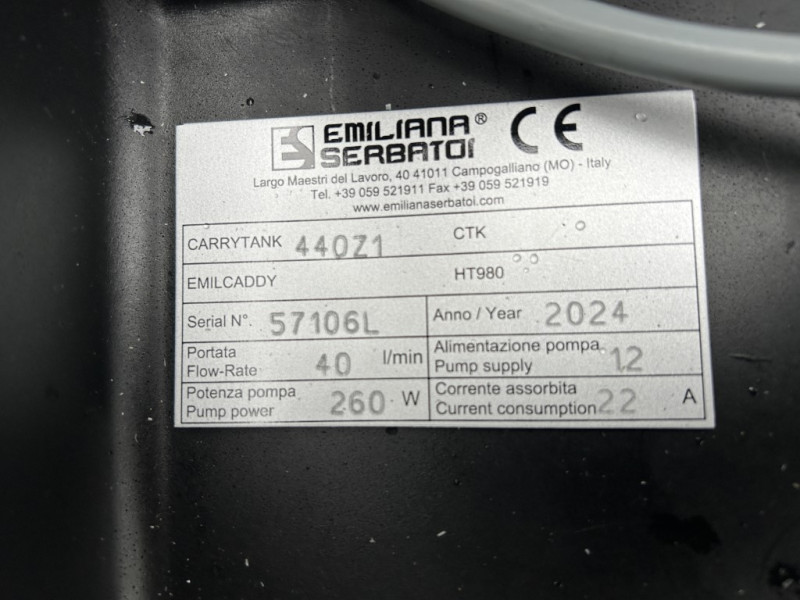 ES EMILIANA® CE
SERBATOI
Largo Maestri del Lavoro, 40 41011 Campogalliano (MO) - Italy
Tel. +39 059 521911 Fax +39 059 521919
www.emilianaserbatoi.com
CARRYTANK 440Z1 CTK
EMILCADDY HT980
Serial N°. 57106L Anno / Year 2024
Portata
Flow-Rate 40 l/min
Alimentazione pompa
Pump supply 12
Potenza pompa
Pump power 260 W
Corrente assorbita
Current consumption 22 A